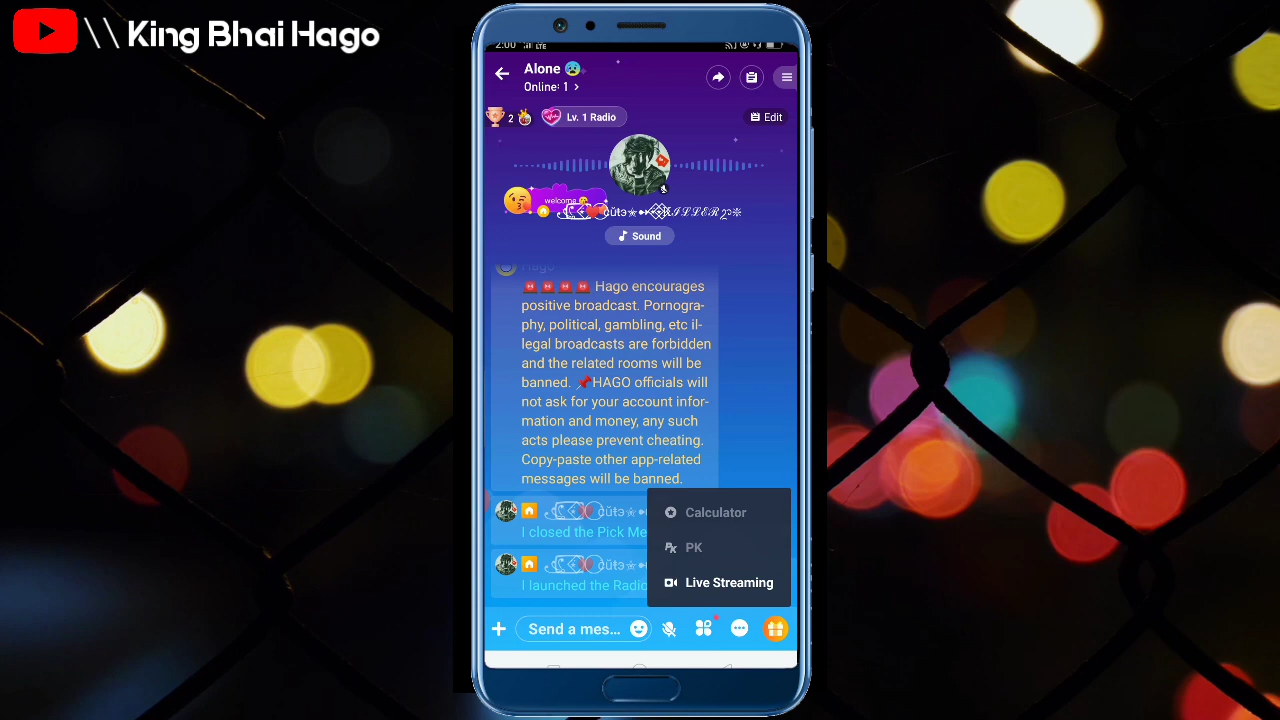 \\ King Bhai Hago
2:00 LTE
Alone 😰
Online: 1 >
2
Lv. 1 Radio
Edit
welcome
Sound
Hago
🚨🚨🚨🚨 Hago encourages
positive broadcast. Pornogra-
phy, political, gambling, etc il-
legal broadcasts are forbidden
and the related rooms will be
banned. 📌HAGO officials will
not ask for your account infor-
mation and money, any such
acts please prevent cheating.
Copy-paste other app-related
messages will be banned.
I closed the Pick Me
I launched the Radio
Calculator
PK
Live Streaming
Send a mes...